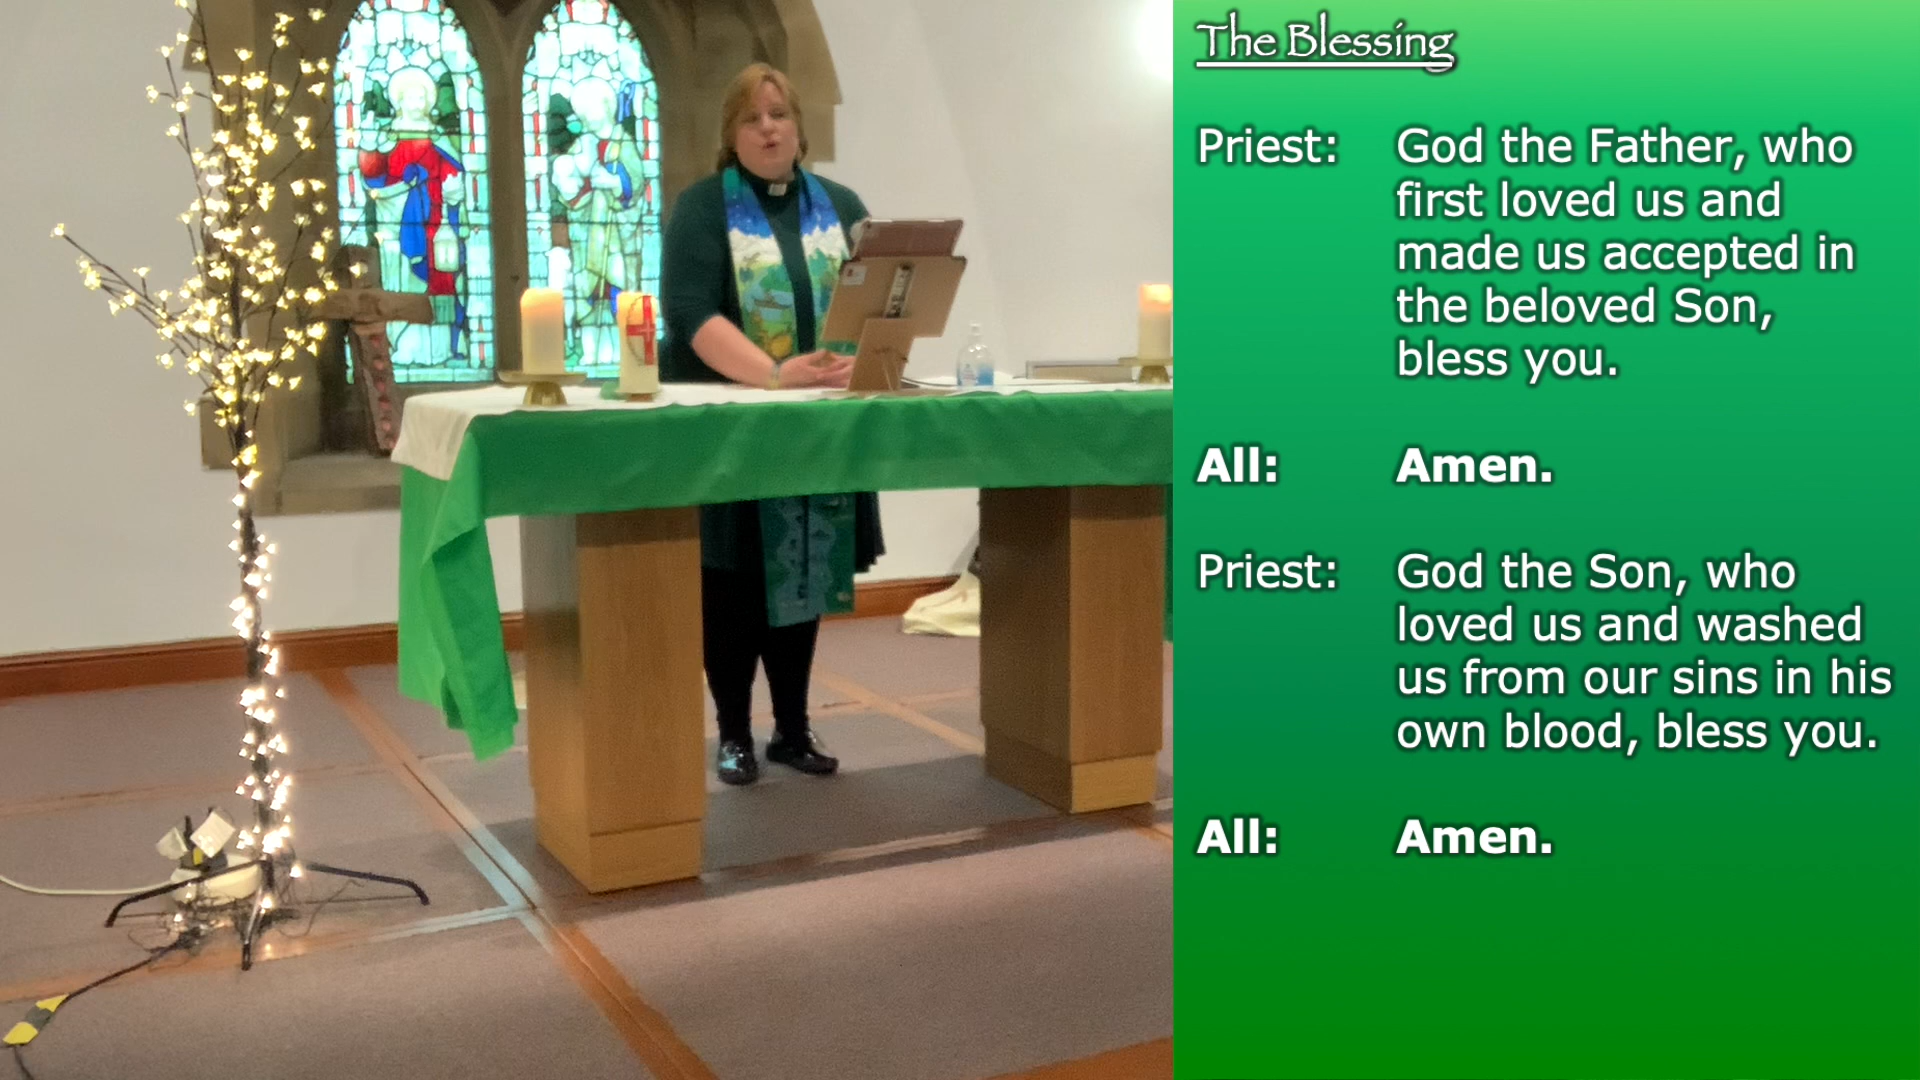 The Blessing
Priest: God the Father, who
first loved us and
made us accepted in
the beloved Son,
bless you.
All: Amen.
Priest: God the Son, who
loved us and washed
us from our sins in his
own blood, bless you.
All: Amen.